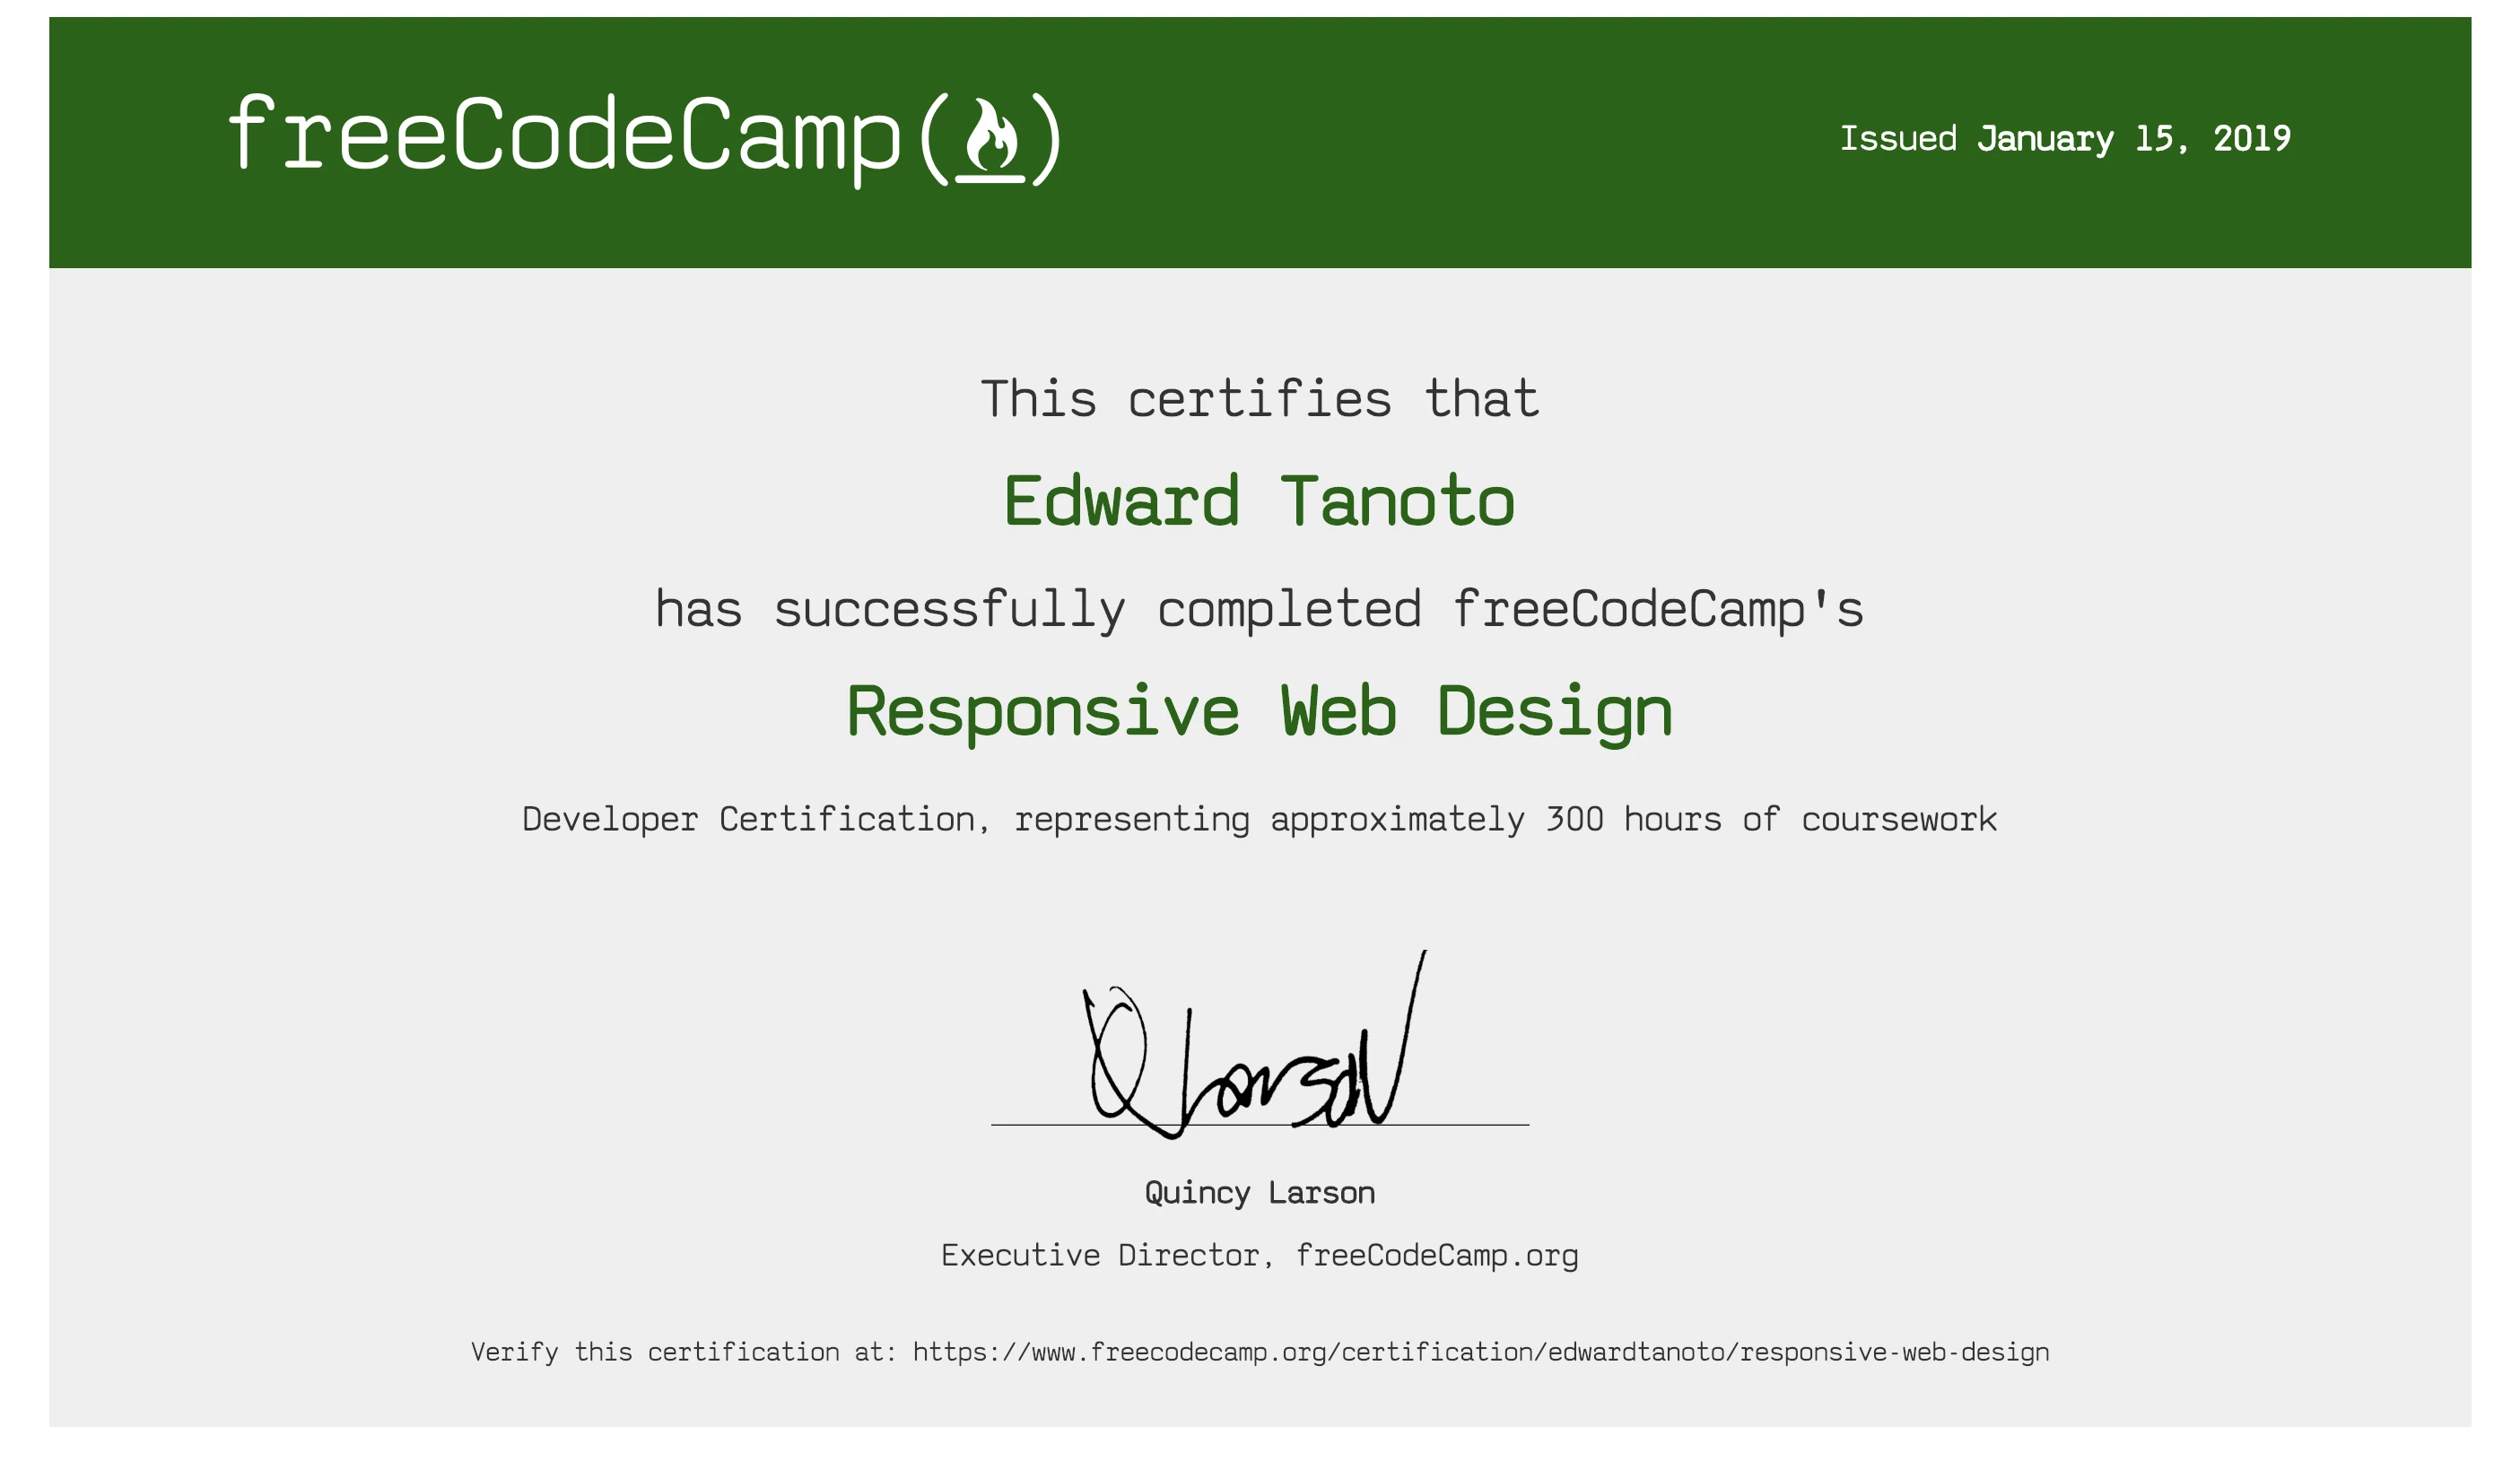 freeCodeCamp(🔥)
Issued January 15, 2019
This certifies that
Edward Tanoto
has successfully completed freeCodeCamp's
Responsive Web Design
Developer Certification, representing approximately 300 hours of coursework
Q Larson
Quincy Larson
Executive Director, freeCodeCamp.org
Verify this certification at: https://www.freecodecamp.org/certification/edwardtanoto/responsive-web-design